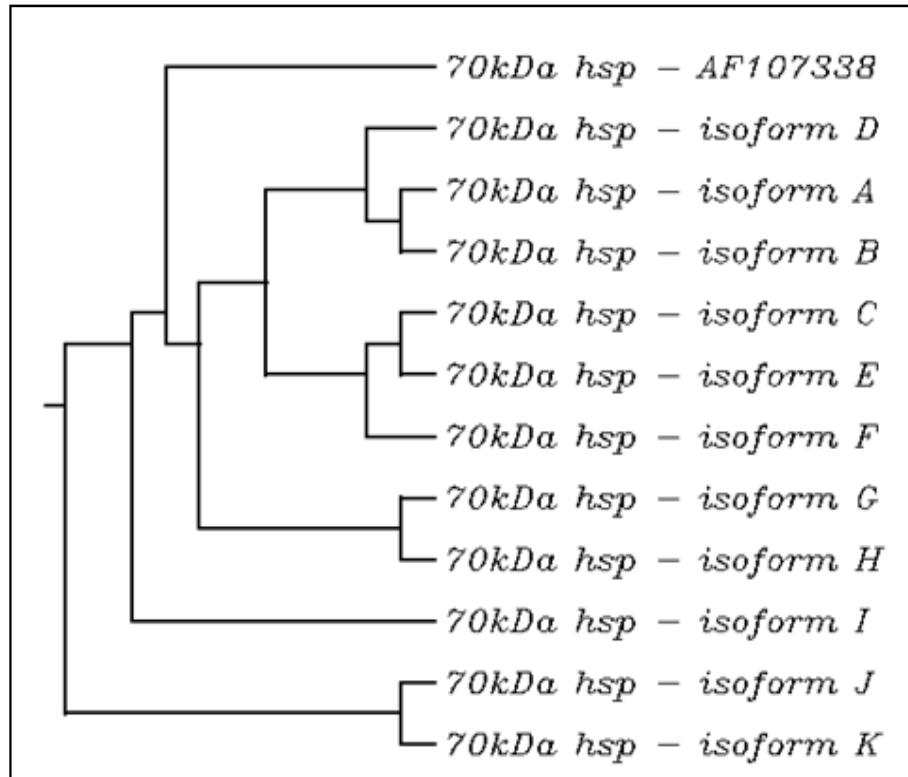 70kDa hsp – AF107338
70kDa hsp – isoform D
70kDa hsp – isoform A
70kDa hsp – isoform B
70kDa hsp – isoform C
70kDa hsp – isoform E
70kDa hsp – isoform F
70kDa hsp – isoform G
70kDa hsp – isoform H
70kDa hsp – isoform I
70kDa hsp – isoform J
70kDa hsp – isoform K